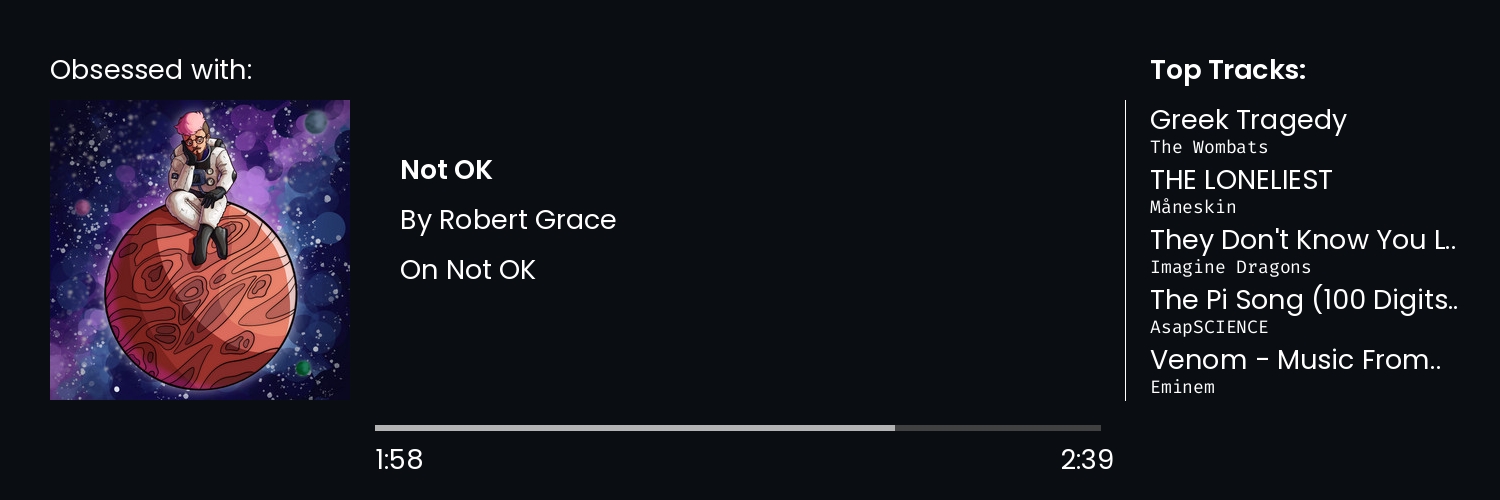 Obsessed with:
Not OK
By Robert Grace
On Not OK
1:58
2:39
Top Tracks:
Greek Tragedy
The Wombats
THE LONELIEST
Måneskin
They Don't Know You L..
Imagine Dragons
The Pi Song (100 Digits..
AsapSCIENCE
Venom - Music From..
Eminem